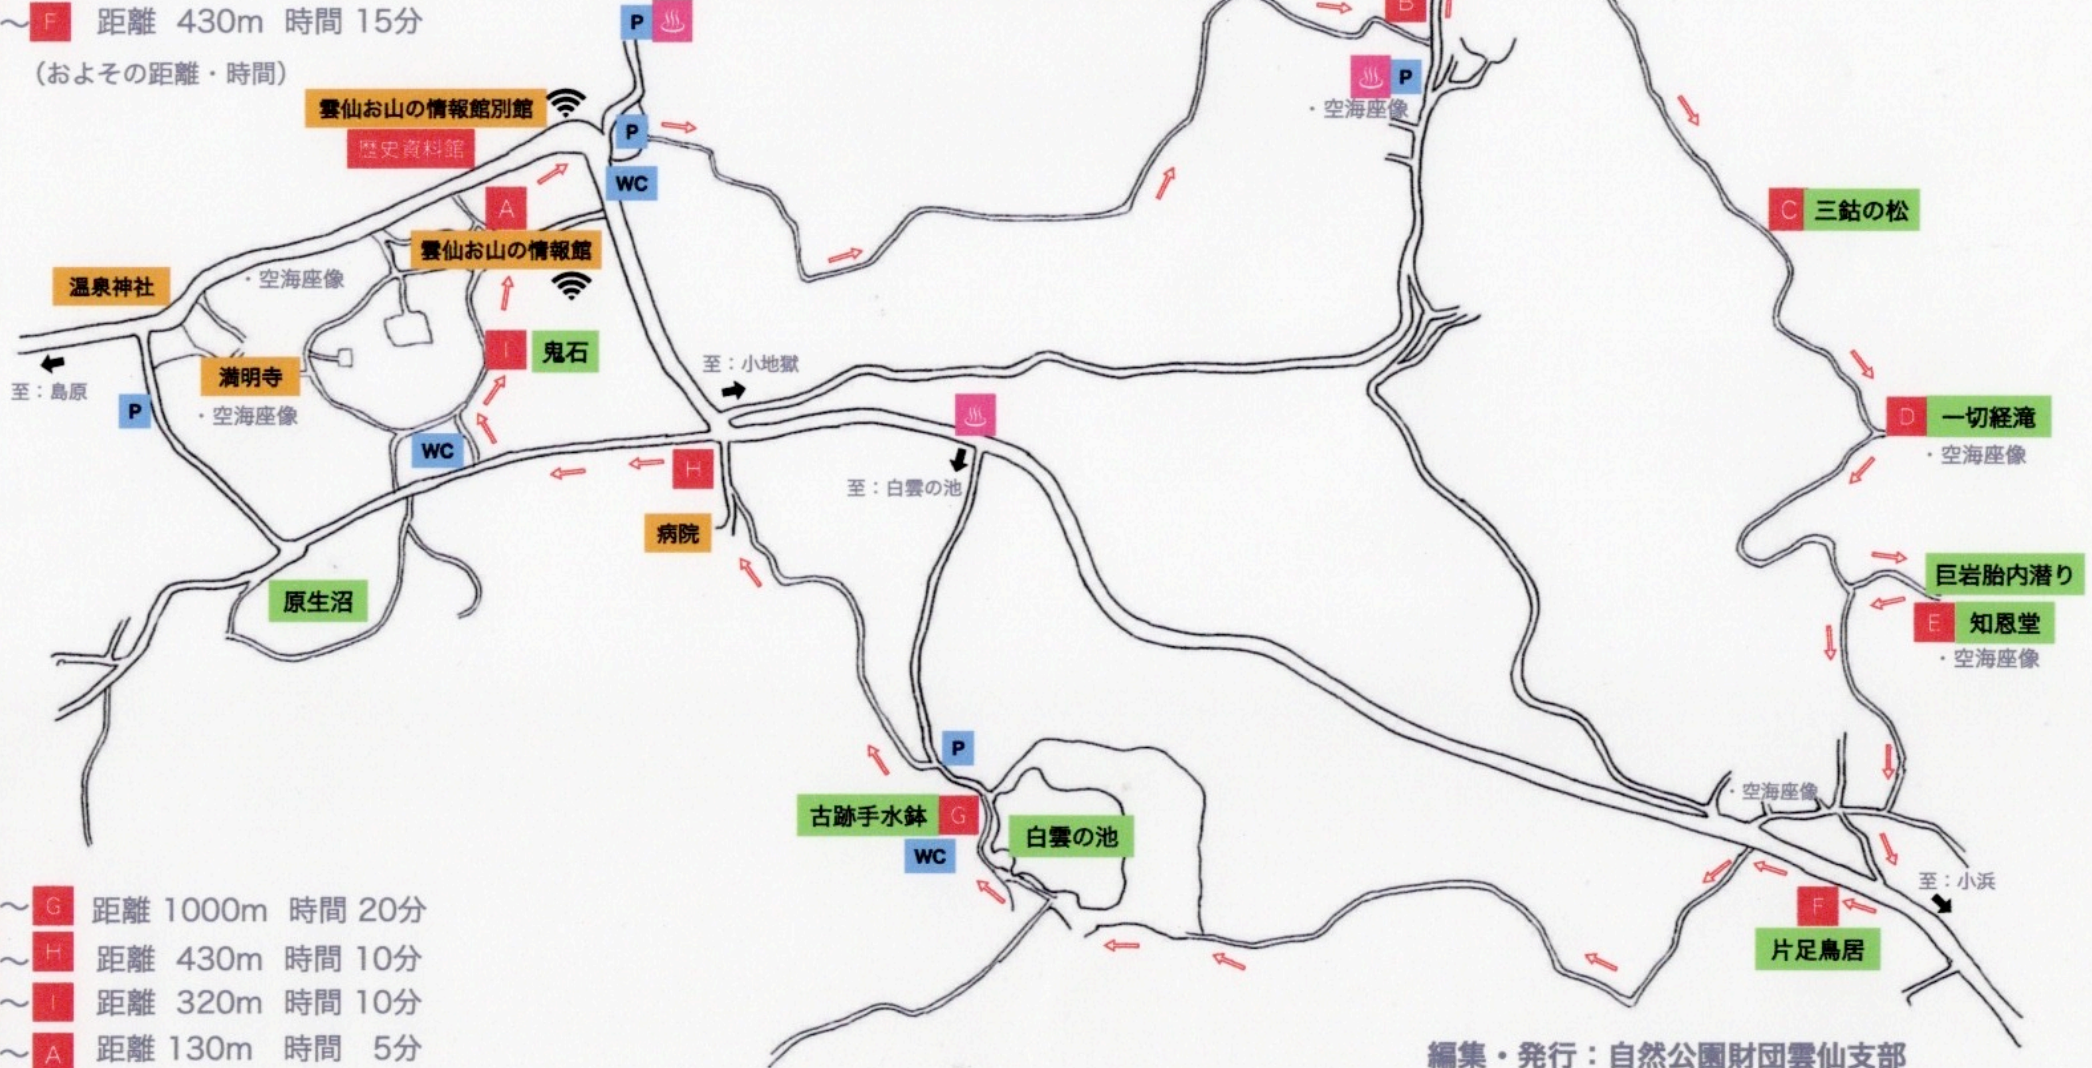 ～F 距離 430m 時間 15分
（およその距離・時間）
P
雲仙お山の情報館別館
歴史資料館
P
WC
A
雲仙お山の情報館
温泉神社
・空海座像
I 鬼石
満明寺
・空海座像
至：島原
P
WC
至：小地獄
H
病院
原生沼
至：白雲の池
B
P
・空海座像
C 三鈷の松
D 一切経滝
・空海座像
巨岩胎内潜り
E 知恩堂
・空海座像
P
古跡手水鉢 G
WC
白雲の池
・空海座像
至：小浜
F
片足鳥居
～G 距離 1000m 時間 20分
～H 距離 430m 時間 10分
～I 距離 320m 時間 10分
～A 距離 130m 時間 5分
編集・発行：自然公園財団雲仙支部